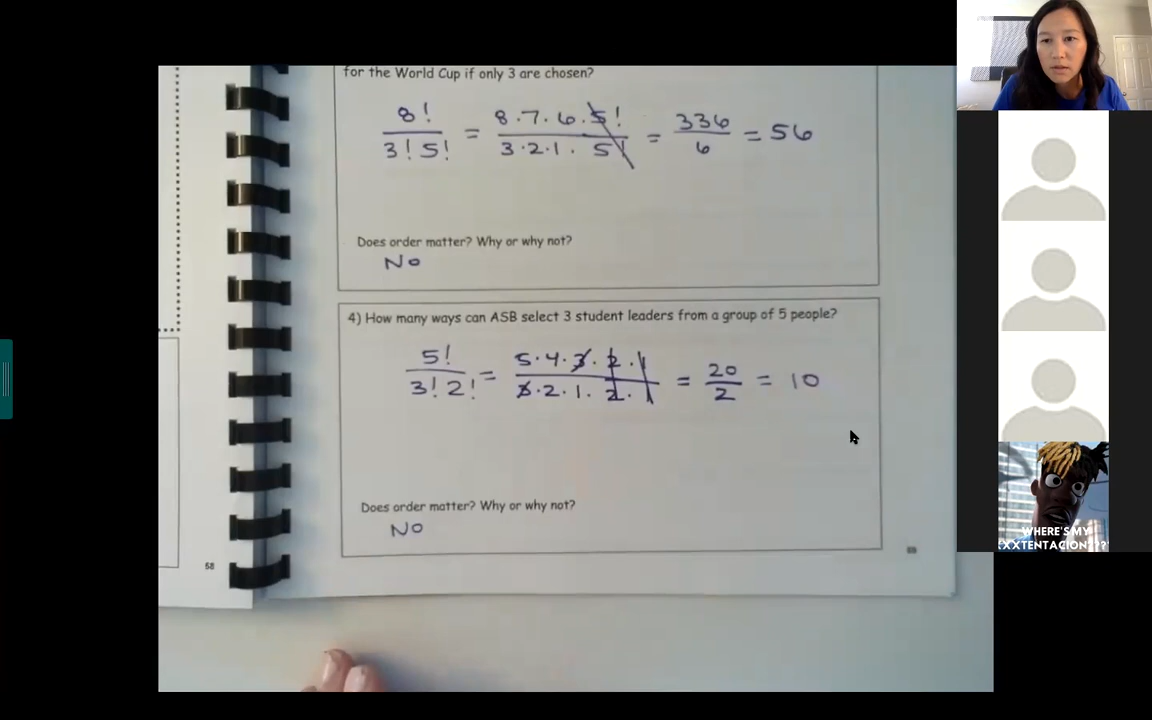 for the World Cup if only 3 are chosen?
8! / 3!5! = 8·7·6·5! / 3·2·1·5! = 336 / 6 = 56
Does order matter? Why or why not?
No
4) How many ways can ASB select 3 student leaders from a group of 5 people?
5! / 3!2! = 5·4·3·2·1 / 3·2·1·2·1 = 20 / 2 = 10
Does order matter? Why or why not?
No
58
WHERE'S MY
XXTENTACION???